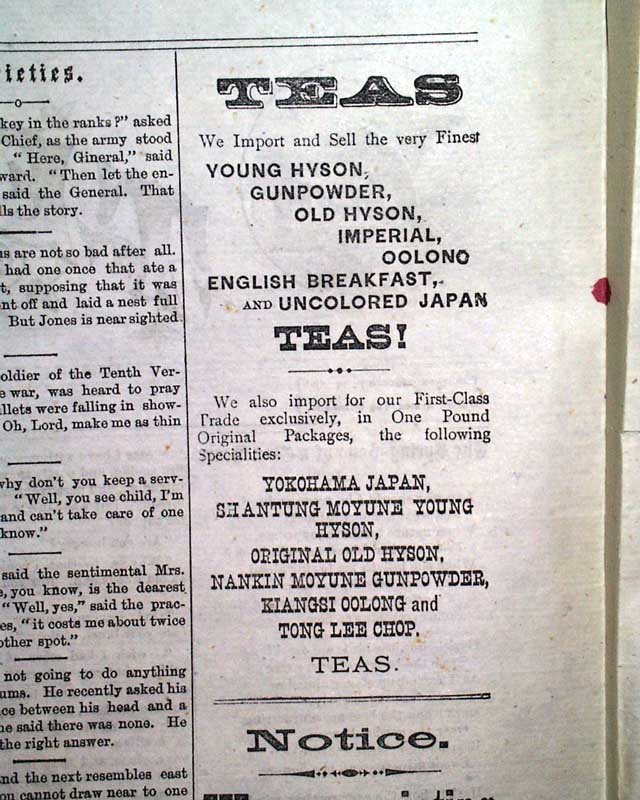 ieties.
key in the ranks?" asked
Chief, as the army stood
"Here, Gineral," said
ward. "Then let the en-
said the General. That
lls the story.
as are not so bad after all.
had one once that ate a
t, supposing that it was
nt off and laid a nest full
But Jones is near sighted
oldier of the Tenth Ver-
e war, was heard to pray
llets were falling in show-
Oh, Lord, make me as thin
why don't you keep a serv-
"Well, you see child, I'm
and can't take care of one
know."
said the sentimental Mrs.
e, you know, is the dearest
"Well, yes," said the prac-
es, "it costs me about twice
other spot."
not going to do anything
ums. He recently asked his
ce between his head and a
he said there was none. He
the right answer.
nd the next resembles east
ou cannot draw near to one
TEAS
We Import and Sell the very Finest
YOUNG HYSON,
GUNPOWDER,
OLD HYSON,
IMPERIAL,
OOLONG
ENGLISH BREAKFAST,
AND UNCOLORED JAPAN
TEAS!
We also import for our First-Class
Trade exclusively, in One Pound
Original Packages, the following
Specialities:
YOKOHAMA JAPAN,
SHANTUNG MOYUNE YOUNG
HYSON,
ORIGINAL OLD HYSON,
NANKIN MOYUNE GUNPOWDER,
KIANGSI OOLONG and
TONG LEE CHOP.
TEAS.
Notice.